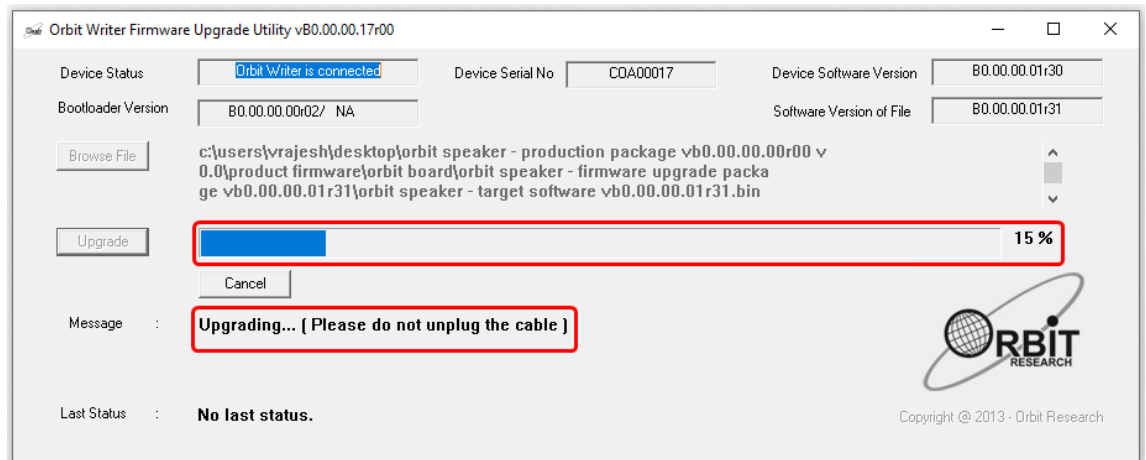 Orbit Writer Firmware Upgrade Utility vB0.00.00.17r00
Device Status Orbit Writer is connected Device Serial No COA00017 Device Software Version B0.00.00.01r30
Bootloader Version B0.00.00.00r02/ NA Software Version of File B0.00.00.01r31
Browse File
c:\users\vrajesh\desktop\orbit speaker - production package vb0.00.00.00r00 v
0.0\product firmware\orbit board\orbit speaker - firmware upgrade packa
ge vb0.00.00.01r31\orbit speaker - target software vb0.00.00.01r31.bin
Upgrade 15 %
Cancel
Message : Upgrading... ( Please do not unplug the cable )
ORBIT
RESEARCH
Last Status : No last status.
Copyright @ 2013 - Orbit Research